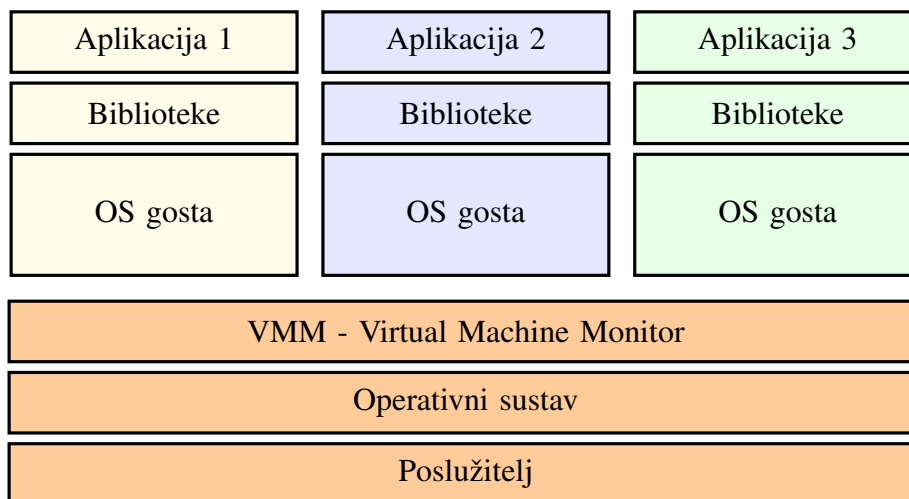 Aplikacija 1
Aplikacija 2
Aplikacija 3
Biblioteke
Biblioteke
Biblioteke
OS gosta
OS gosta
OS gosta
VMM - Virtual Machine Monitor
Operativni sustav
Poslužitelj